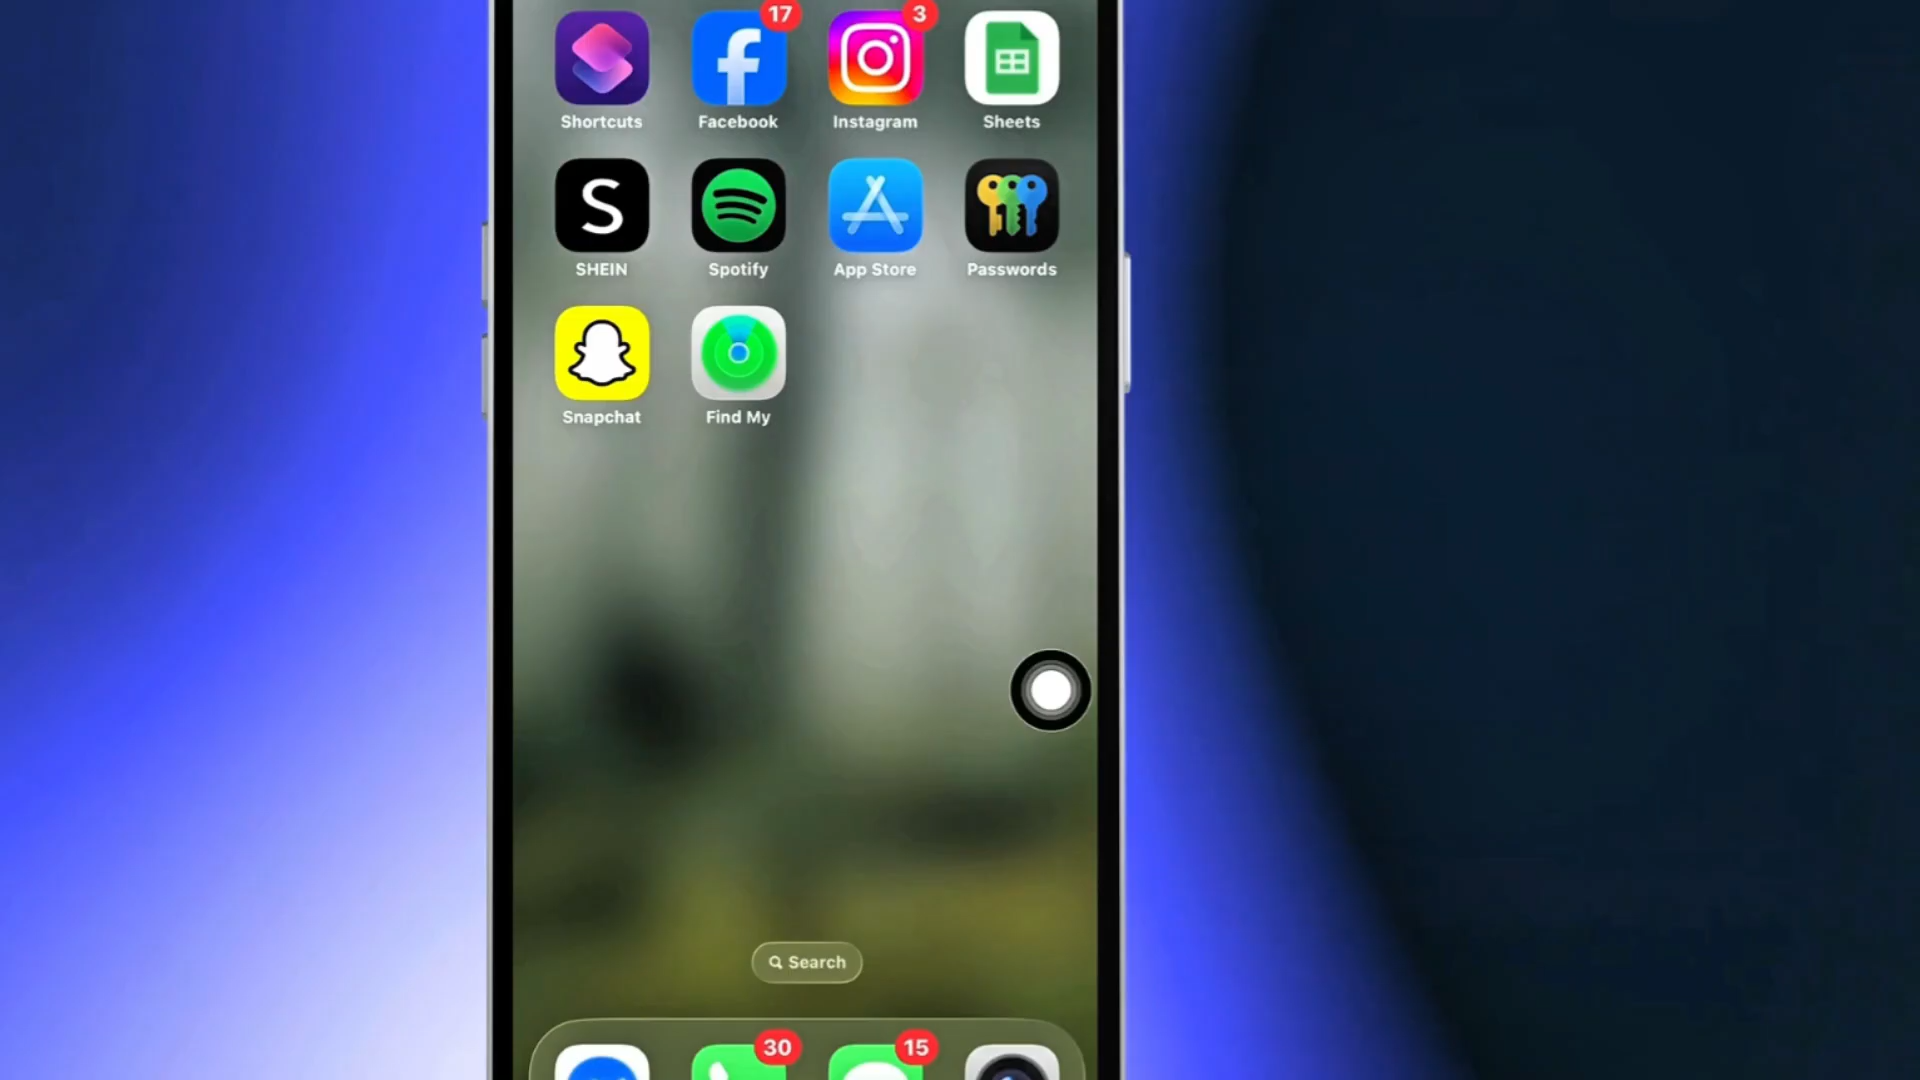 17
3
Shortcuts
Facebook
Instagram
Sheets
S
SHEIN
Spotify
App Store
Passwords
Snapchat
Find My
Search
30
15